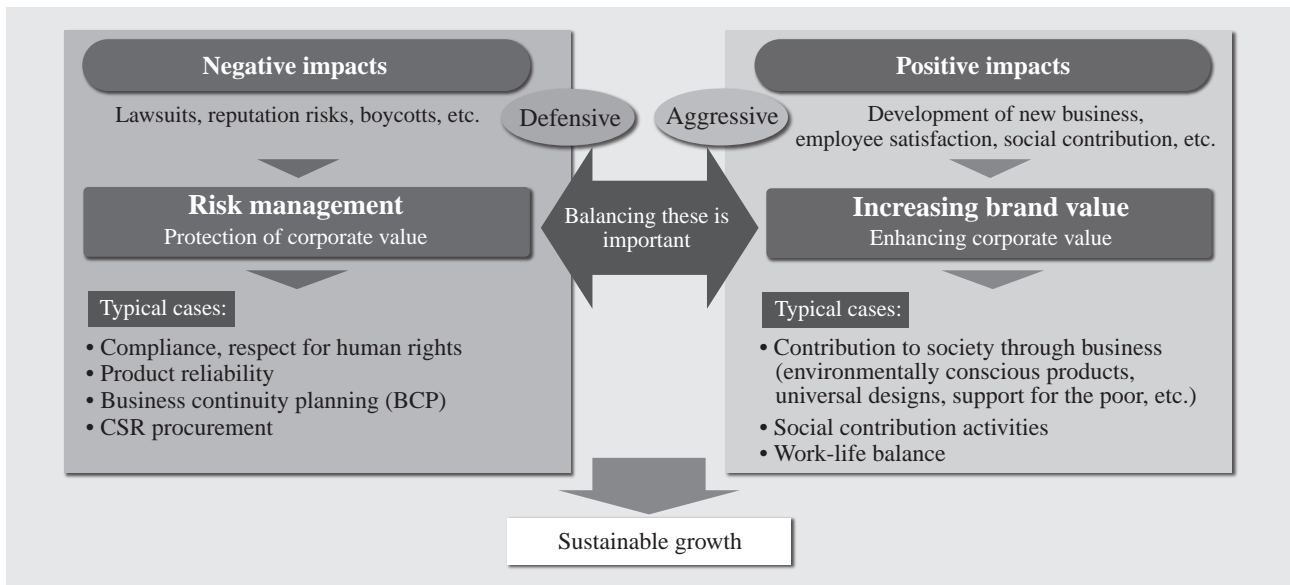 Negative impacts
Lawsuits, reputation risks, boycotts, etc.
Defensive
Risk management
Protection of corporate value
Typical cases:
• Compliance, respect for human rights
• Product reliability
• Business continuity planning (BCP)
• CSR procurement
Balancing these is
important
Positive impacts
Aggressive
Development of new business,
employee satisfaction, social contribution, etc.
Increasing brand value
Enhancing corporate value
Typical cases:
• Contribution to society through business
(environmentally conscious products,
universal designs, support for the poor, etc.)
• Social contribution activities
• Work-life balance
Sustainable growth